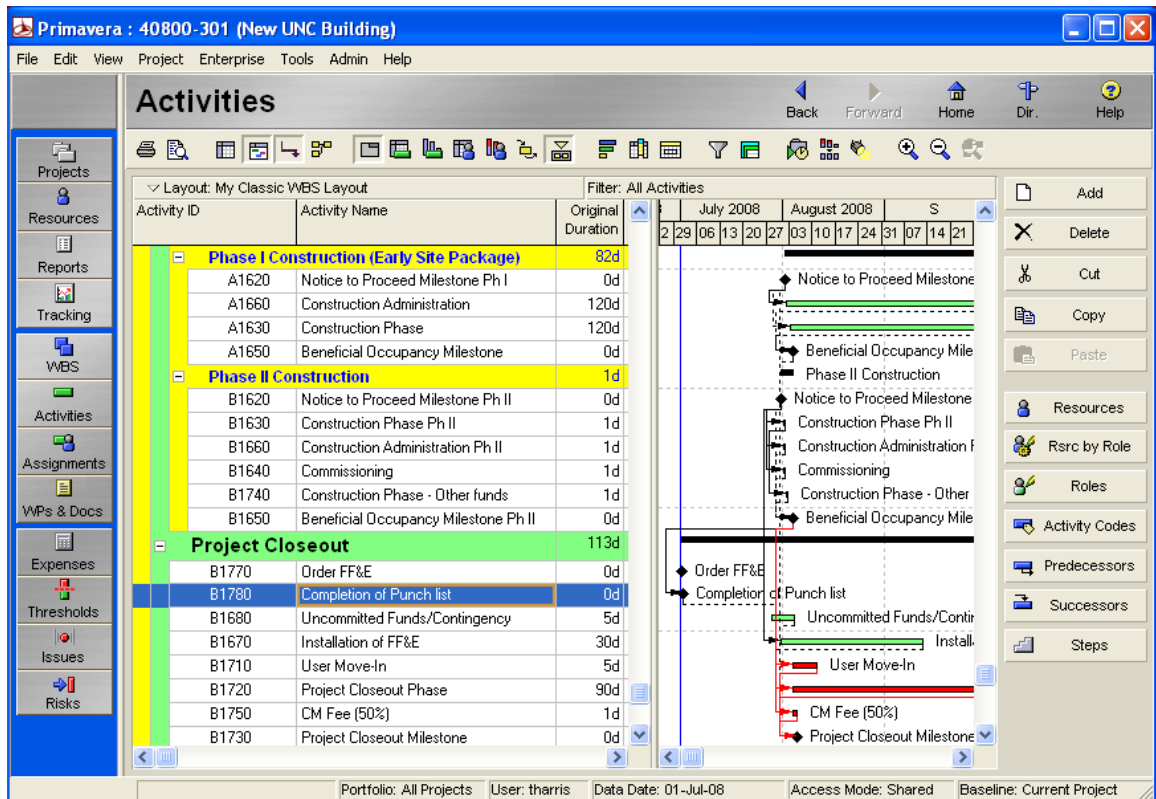 Primavera : 40800-301 (New UNC Building)
File Edit View Project Enterprise Tools Admin Help
Activities
Back Forward Home Dir. Help
Projects
Resources
Reports
Tracking
WBS
Activities
Assignments
WPs & Docs
Expenses
Thresholds
Issues
Risks
Layout: My Classic WBS Layout Filter: All Activities
Activity ID Activity Name Original Duration
July 2008 August 2008 S
2 29 06 13 20 27 03 10 17 24 31 07 14 21
Phase I Construction (Early Site Package) 82d
A1620 Notice to Proceed Milestone Ph I 0d Notice to Proceed Milestone
A1660 Construction Administration 120d
A1630 Construction Phase 120d
A1650 Beneficial Occupancy Milestone 0d Beneficial Occupancy Mile
Phase II Construction 1d Phase II Construction
B1620 Notice to Proceed Milestone Ph II 0d Notice to Proceed Milestone
B1630 Construction Phase Ph II 1d Construction Phase Ph II
B1660 Construction Administration Ph II 1d Construction Administration F
B1640 Commissioning 1d Commissioning
B1740 Construction Phase - Other funds 1d Construction Phase - Other
B1650 Beneficial Occupancy Milestone Ph II 0d Beneficial Occupancy Mile
Project Closeout 113d
B1770 Order FF&E 0d Order FF&E
B1780 Completion of Punch list 0d Completion of Punch list
B1680 Uncommitted Funds/Contingency 5d Uncommitted Funds/Contir
B1670 Installation of FF&E 30d Install
B1710 User Move-In 5d User Move-In
B1720 Project Closeout Phase 90d
B1750 CM Fee (50%) 1d CM Fee (50%)
B1730 Project Closeout Milestone 0d Project Closeout Milestone
Add
Delete
Cut
Copy
Paste
Resources
Rsrc by Role
Roles
Activity Codes
Predecessors
Successors
Steps
Portfolio: All Projects User: tharris Data Date: 01-Jul-08 Access Mode: Shared Baseline: Current Project